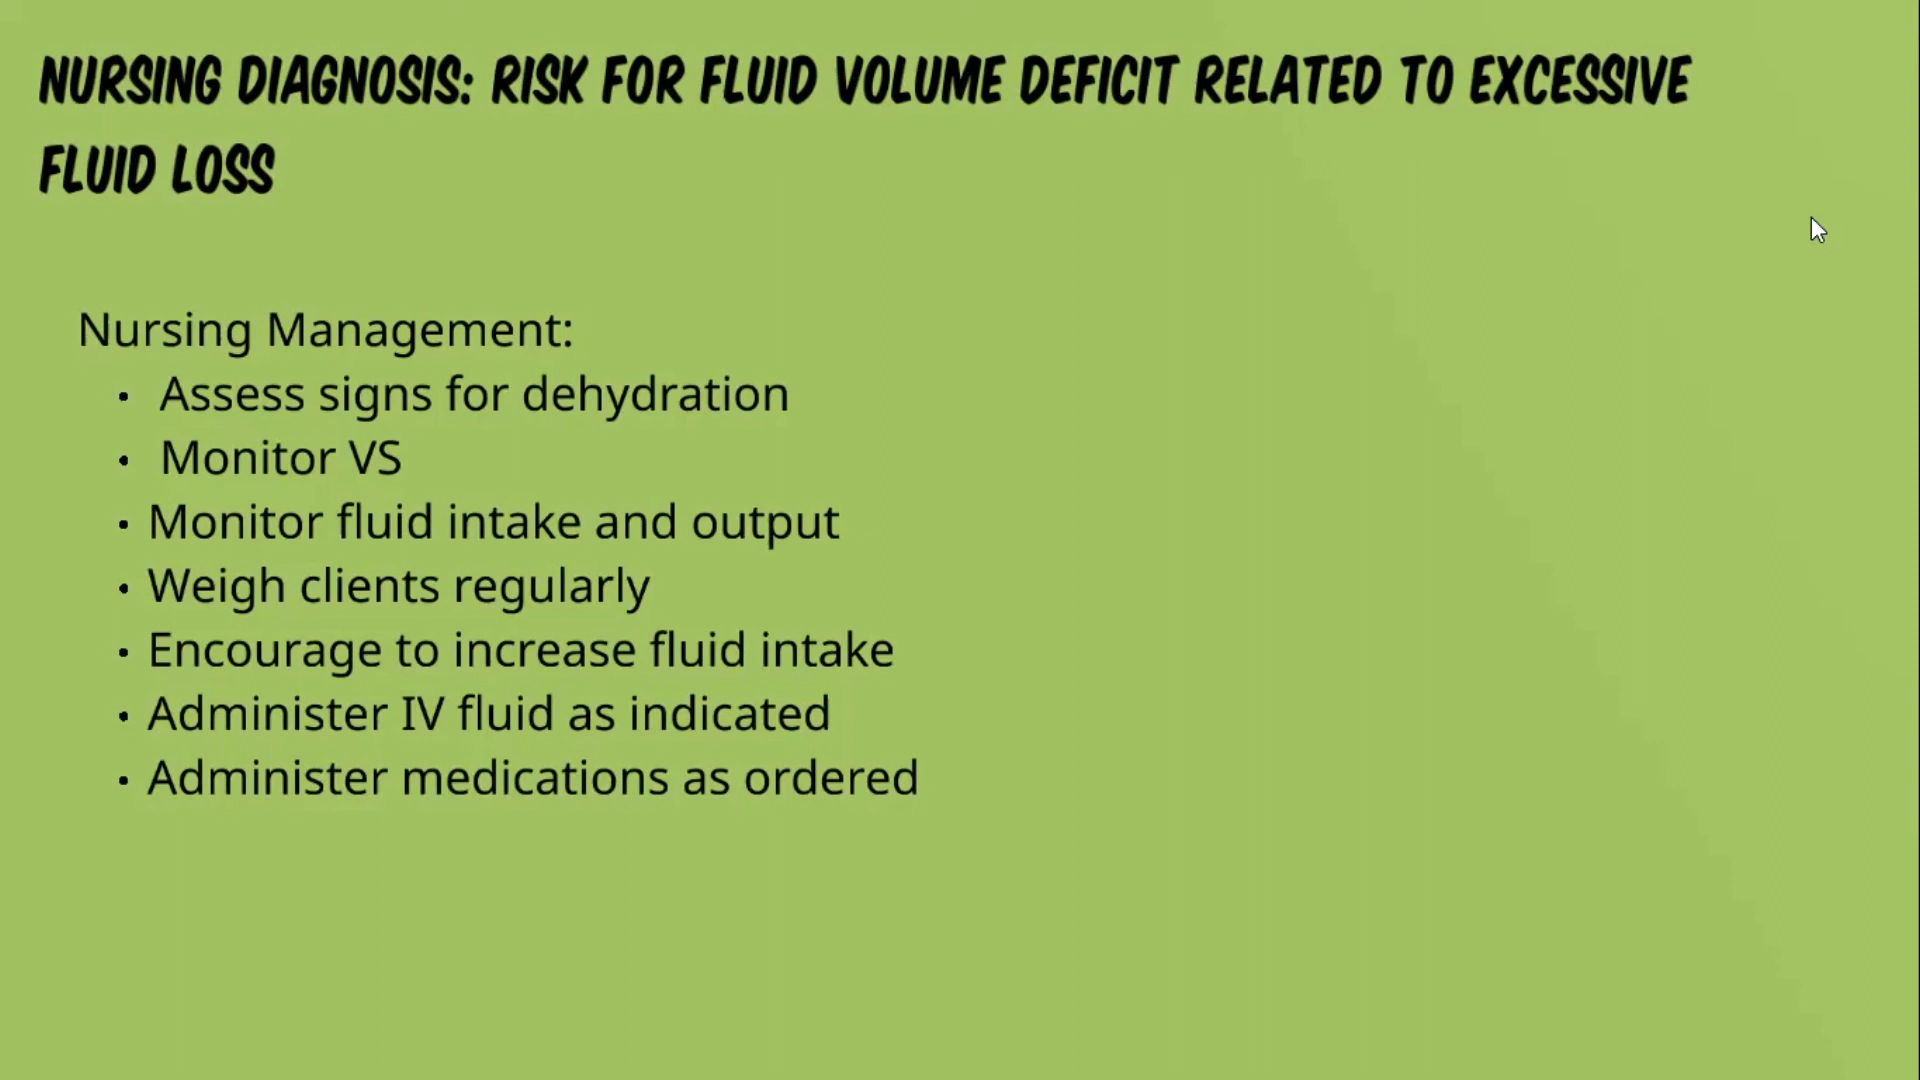 NURSING DIAGNOSIS: RISK FOR FLUID VOLUME DEFICIT RELATED TO EXCESSIVE
FLUID LOSS
Nursing Management:
• Assess signs for dehydration
• Monitor VS
• Monitor fluid intake and output
• Weigh clients regularly
• Encourage to increase fluid intake
• Administer IV fluid as indicated
• Administer medications as ordered